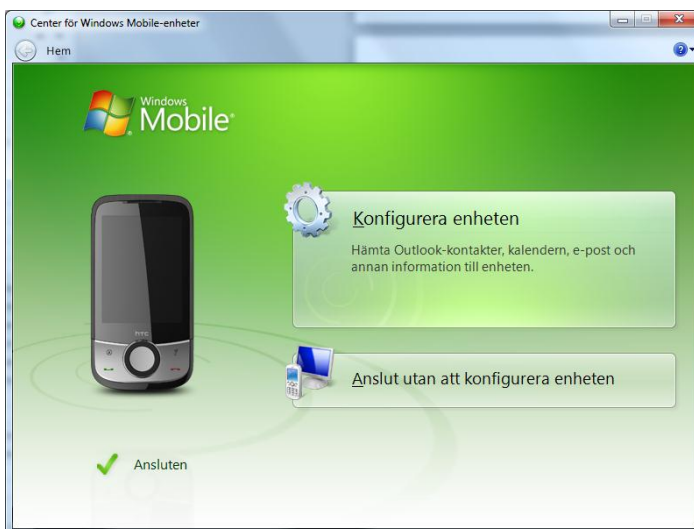 Center för Windows Mobile-enheter
Hem
Windows
Mobile®
Konfigurera enheten
Hämta Outlook-kontakter, kalendern, e-post och
annan information till enheten.
hTC
Anslut utan att konfigurera enheten
Ansluten